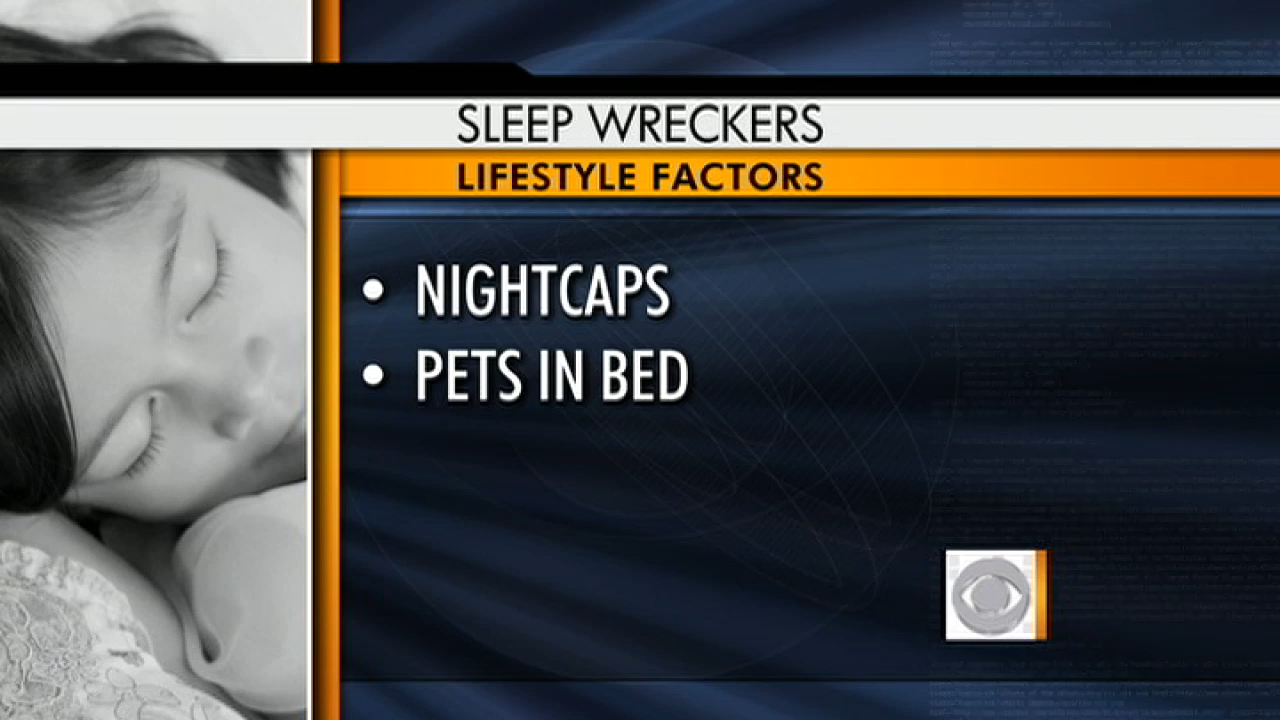 SLEEP WRECKERS
LIFESTYLE FACTORS
• NIGHTCAPS
• PETS IN BED